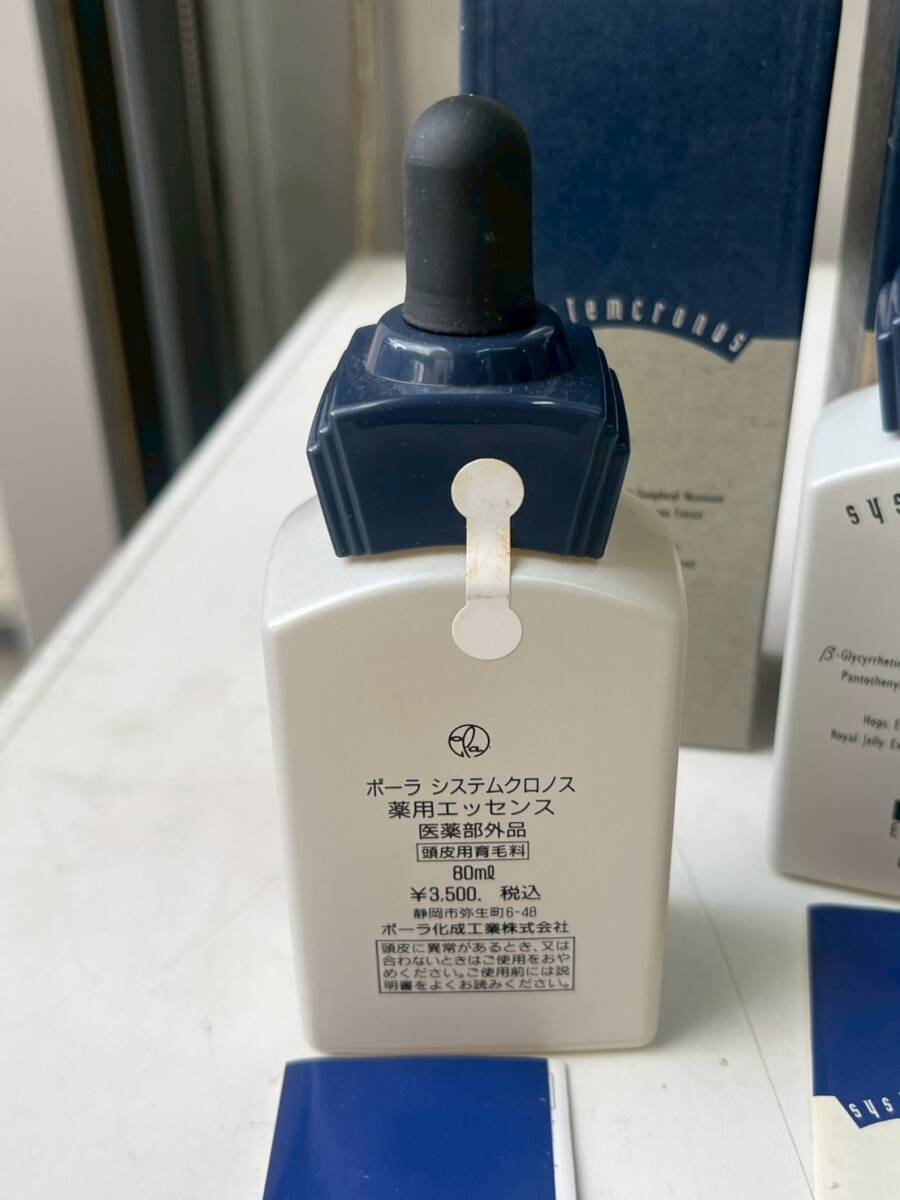 temcronos
ポーラ システムクロノス
薬用エッセンス
医薬部外品
頭皮用育毛料
80ml
¥3,500. 税込
静岡市弥生町6-48
ポーラ化成工業株式会社
頭皮に異常があるとき、又は
合わないときはご使用をおや
めください。ご使用前には説
明書をよくお読みください。
sys
β-Glycyrrheti
Pantotheny
Hops: E
Royal: Jelly: Ex
sys